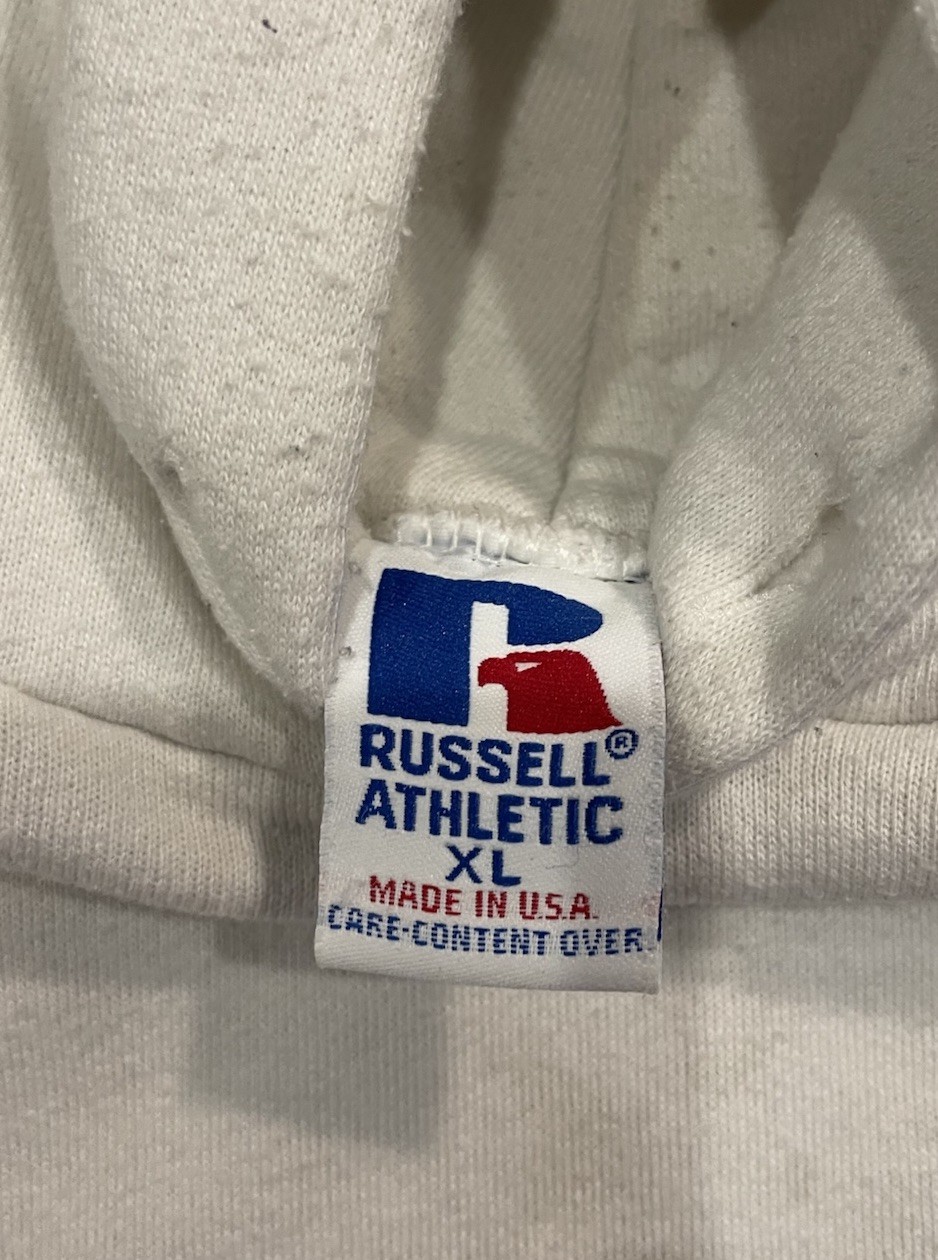 RUSSELL®
ATHLETIC
XL
MADE IN U.S.A.
CARE-CONTENT OVER